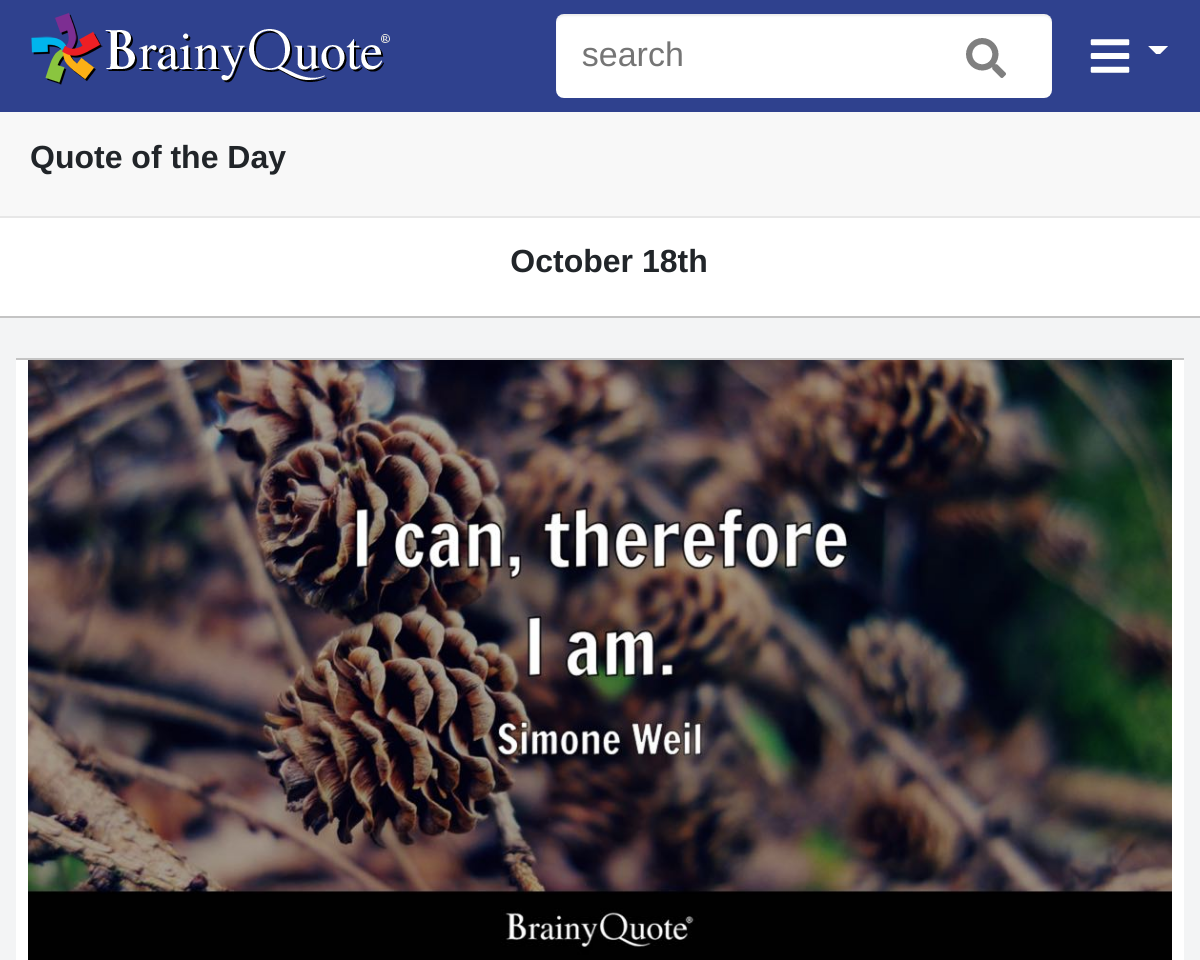 BrainyQuote®
search
Quote of the Day
October 18th
I can, therefore
I am.
Simone Weil
BrainyQuote®